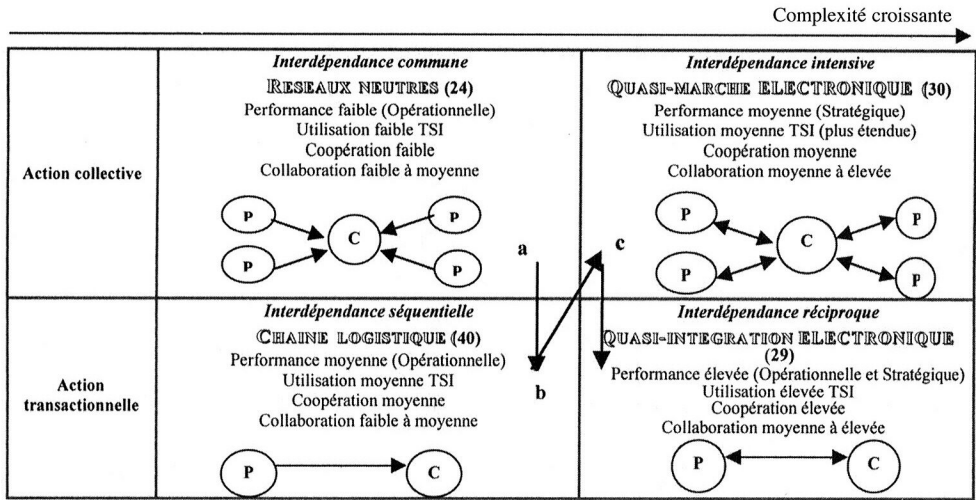 Complexité croissante
Action collective
Interdépendance commune
RESEAUX NEUTRES (24)
Performance faible (Opérationnelle)
Utilisation faible TSI
Coopération faible
Collaboration faible à moyenne
P
P
C
P
P
a
Interdépendance intensive
QUASI-MARCHE ELECTRONIQUE (30)
Performance moyenne (Stratégique)
Utilisation moyenne TSI (plus étendue)
Coopération moyenne
Collaboration moyenne à élevée
P
P
C
P
P
c
Action
transactionnelle
Interdépendance séquentielle
CHAINE LOGISTIQUE (40)
Performance moyenne (Opérationnelle)
Utilisation moyenne TSI
Coopération moyenne
Collaboration faible à moyenne
P
C
b
Interdépendance réciproque
QUASI-INTEGRATION ELECTRONIQUE
(29)
Performance élevée (Opérationnelle et Stratégique)
Utilisation élevée TSI
Coopération élevée
Collaboration moyenne à élevée
P
C